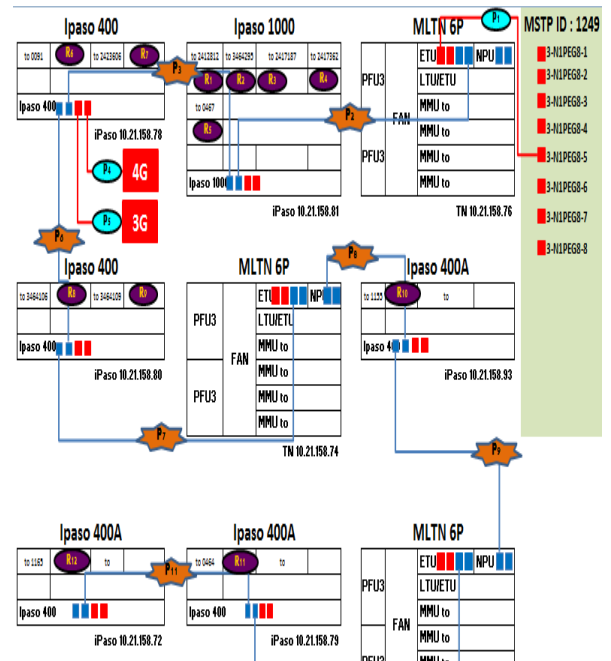 Ipaso 400
Ipaso 1000
MLTN 6P
P1
MSTP ID : 1249
to 0091
R6
to 2423606
R7
P3
to 2412812
to 3464295
to 2417187
to 2417362
R1
R2
R3
R4
to 0467
R5
P2
ETU
NPU
PFU3
LTU/ETU
FAN
MMU to
MMU to
PFU3
MMU to
MMU to
3-N1PEG8-1
3-N1PEG8-2
3-N1PEG8-3
3-N1PEG8-4
3-N1PEG8-5
3-N1PEG8-6
3-N1PEG8-7
3-N1PEG8-8
Ipaso 400
iPaso 10.21.158.78
Ipaso 1000
iPaso 10.21.158.81
TN 10.21.158.76
P4
4G
P5
3G
P6
Ipaso 400
MLTN 6P
P8
Ipaso 400A
to 3464106
R8
to 3464109
R9
ETU
NPU
PFU3
LTU/ETU
FAN
MMU to
MMU to
PFU3
MMU to
MMU to
to 1133
R10
to
Ipaso 400
iPaso 10.21.158.80
TN 10.21.158.74
Ipaso 400
iPaso 10.21.158.93
P7
P9
Ipaso 400A
Ipaso 400A
MLTN 6P
to 1163
R12
to
P11
to 0464
R11
to
ETU
NPU
PFU3
LTU/ETU
FAN
MMU to
MMU to
Ipaso 400
iPaso 10.21.158.72
Ipaso 400
iPaso 10.21.158.79
PFU3
MMU to